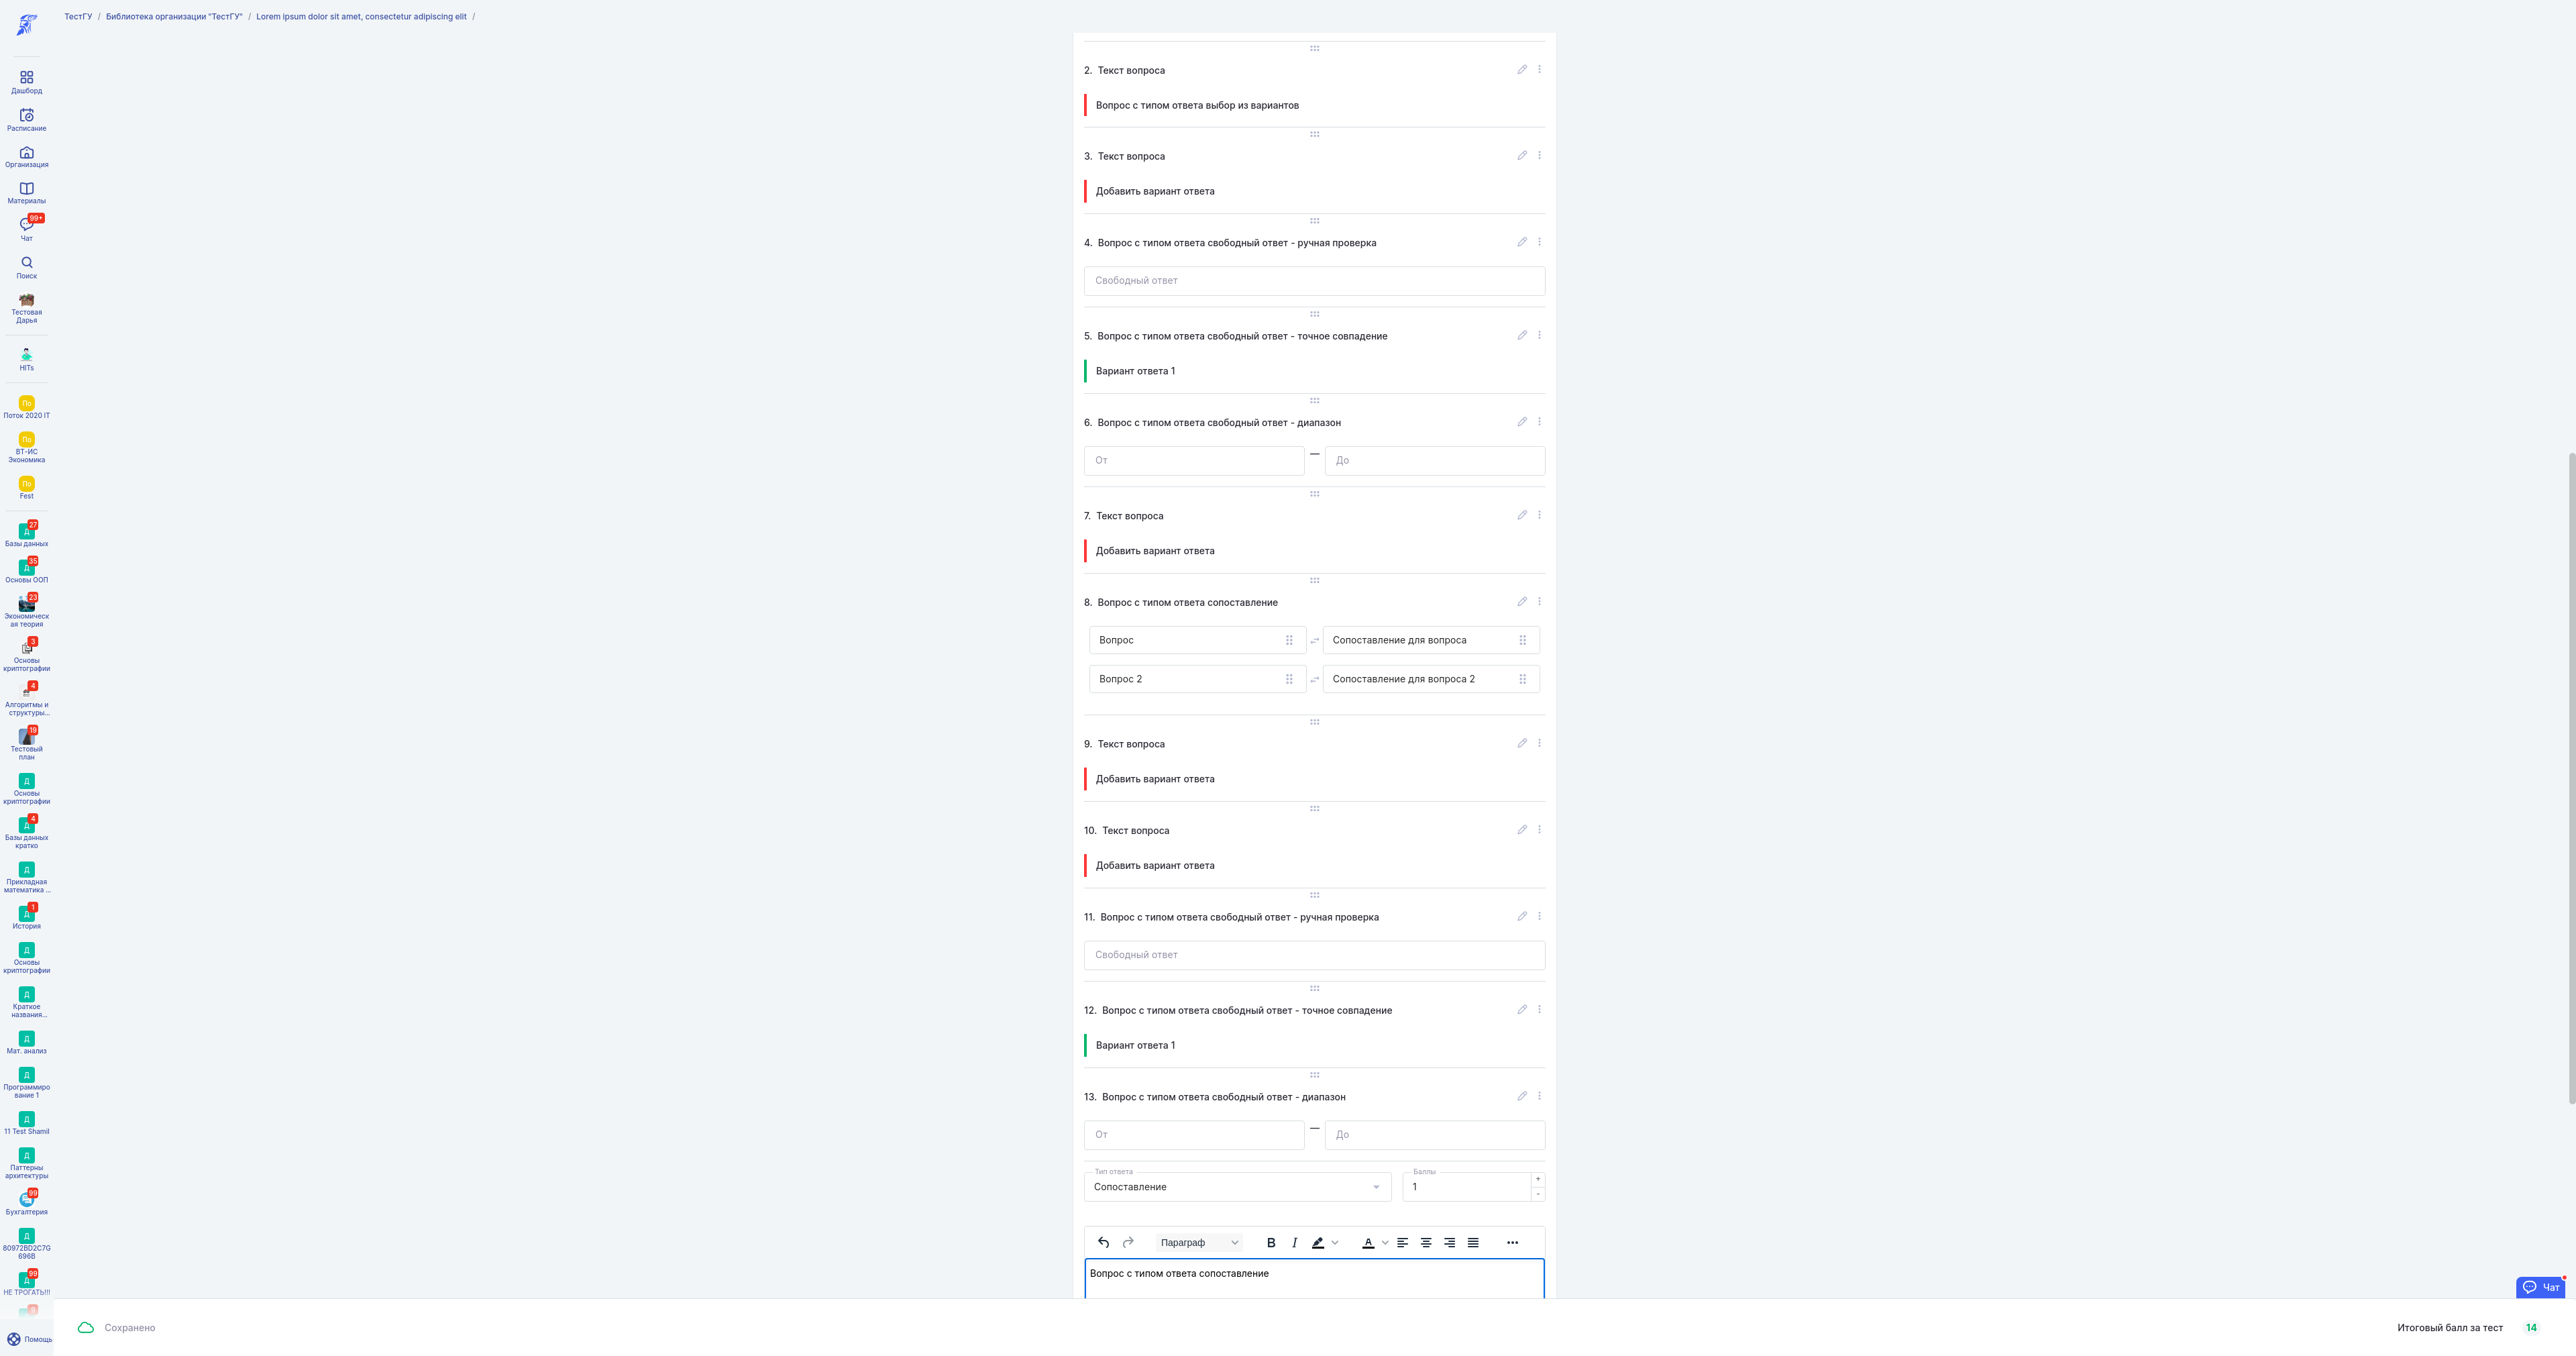 ТестГУ / Библиотека организации "ТестГУ" / Lorem ipsum dolor sit amet, consectetur adipiscing elit /
Дашборд
Расписание
Организация
Материалы
99+
Чат
Поиск
Тестовая
Дарья
HITs
По
Поток 2020 IT
По
ВТ-ИС
Экономика
По
Fest
27
Д
Базы данных
35
Д
Основы ООП
23
Экономическ
ая теория
3
Основы
криптографии
4
Алгоритмы и
структуры...
19
Тестовый
план
Д
Основы
криптографии
4
Д
Базы данных
кратко
Д
Прикладная
математика ...
1
Д
История
Д
Основы
криптографии
Д
Краткое
названия...
Д
Мат. анализ
Д
Программиро
вание 1
Д
11 Test Shamil
Д
Паттерны
архитектуры
99
Бухгалтерия
Д
80972BD2C7G
696B
99
Д
НЕ ТРОГАТЬ!!!
Помощь
2. Текст вопроса
Вопрос с типом ответа выбор из вариантов
3. Текст вопроса
Добавить вариант ответа
4. Вопрос с типом ответа свободный ответ - ручная проверка
Свободный ответ
5. Вопрос с типом ответа свободный ответ - точное совпадение
Вариант ответа 1
6. Вопрос с типом ответа свободный ответ - диапазон
От — До
7. Текст вопроса
Добавить вариант ответа
8. Вопрос с типом ответа сопоставление
Вопрос Сопоставление для вопроса
Вопрос 2 Сопоставление для вопроса 2
9. Текст вопроса
Добавить вариант ответа
10. Текст вопроса
Добавить вариант ответа
11. Вопрос с типом ответа свободный ответ - ручная проверка
Свободный ответ
12. Вопрос с типом ответа свободный ответ - точное совпадение
Вариант ответа 1
13. Вопрос с типом ответа свободный ответ - диапазон
От — До
Тип ответа Баллы
Сопоставление 1 + -
Параграф B I A
Вопрос с типом ответа сопоставление
Чат
Сохранено
Итоговый балл за тест 14